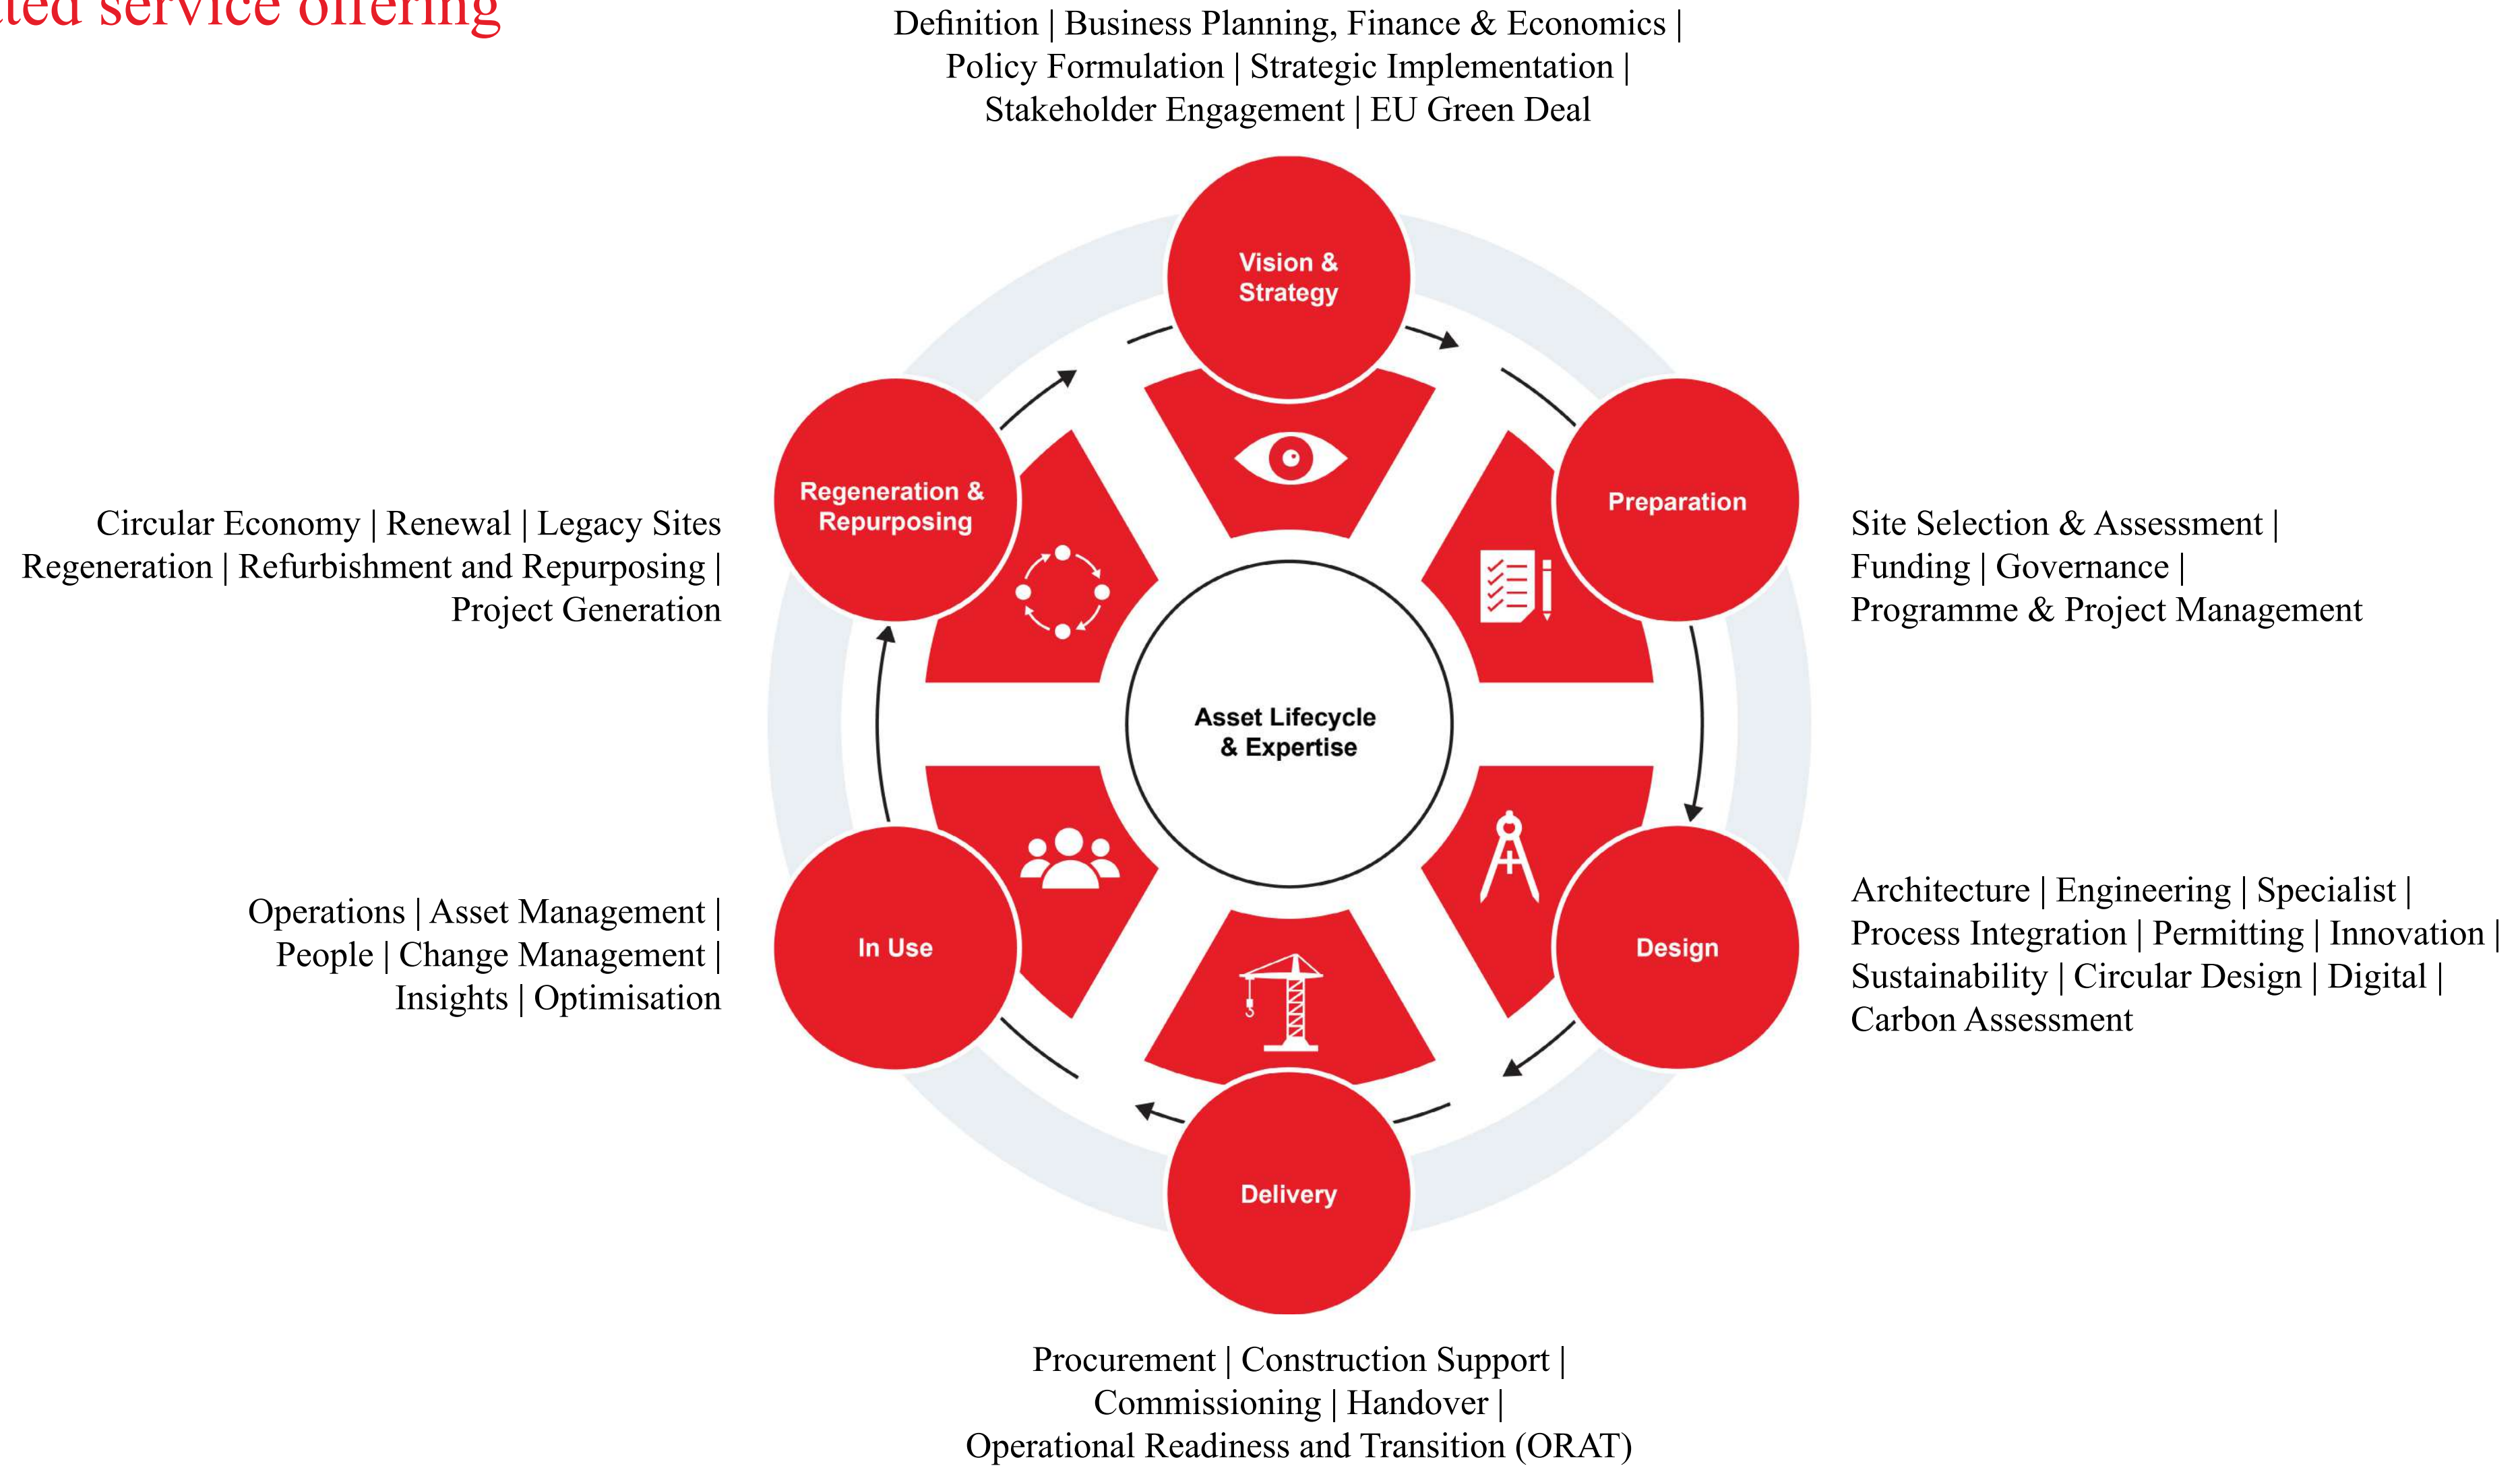 service offering
Definition | Business Planning, Finance & Economics |
Policy Formulation | Strategic Implementation |
Stakeholder Engagement | EU Green Deal
Vision &
Strategy
Regeneration &
Repurposing
Preparation
Circular Economy | Renewal | Legacy Sites
Regeneration | Refurbishment and Repurposing |
Project Generation
Site Selection & Assessment |
Funding | Governance |
Programme & Project Management
Asset Lifecycle
& Expertise
Operations | Asset Management |
People | Change Management |
Insights | Optimisation
In Use
Design
Architecture | Engineering | Specialist |
Process Integration | Permitting | Innovation |
Sustainability | Circular Design | Digital |
Carbon Assessment
Delivery
Procurement | Construction Support |
Commissioning | Handover |
Operational Readiness and Transition (ORAT)